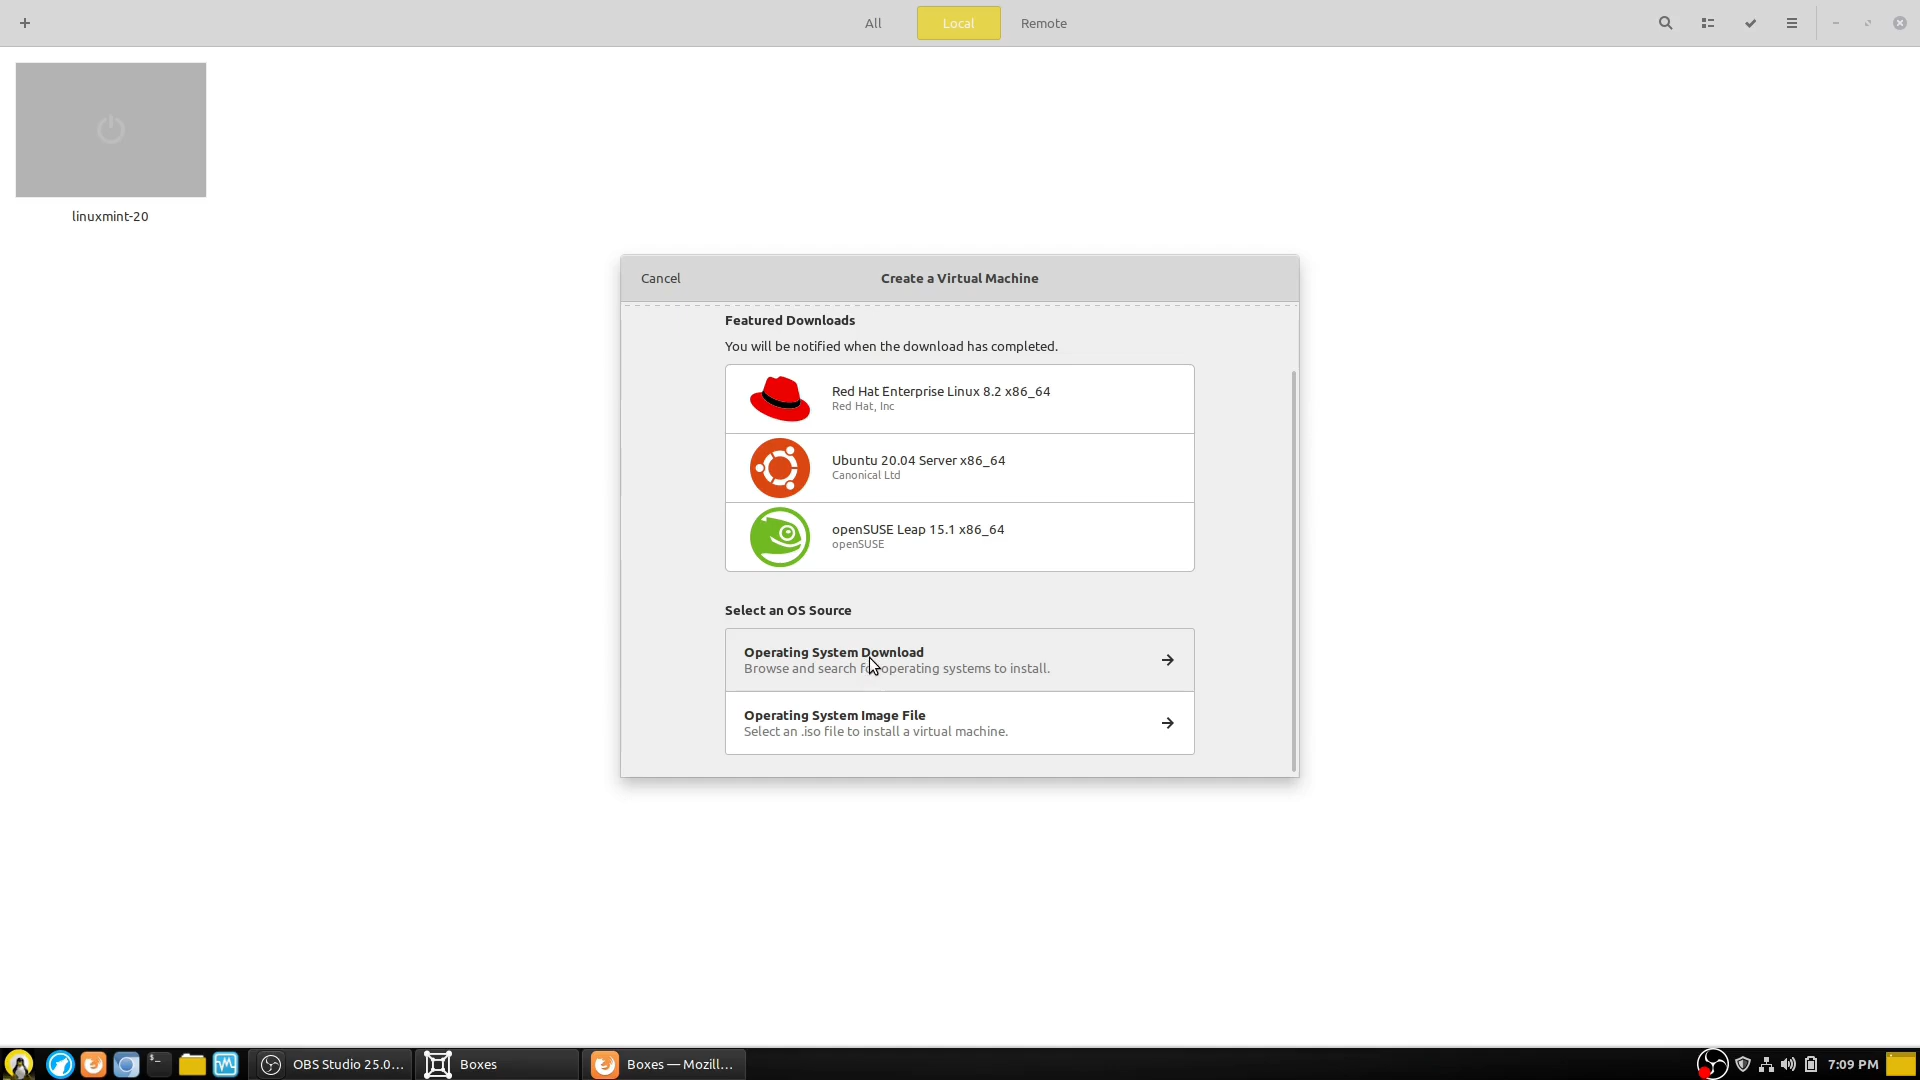 All
Local
Remote
linuxmint-20
Cancel
Create a Virtual Machine
Featured Downloads
You will be notified when the download has completed.
Red Hat Enterprise Linux 8.2 x86_64
Red Hat, Inc
Ubuntu 20.04 Server x86_64
Canonical Ltd
openSUSE Leap 15.1 x86_64
openSUSE
Select an OS Source
Operating System Download
Browse and search for operating systems to install.
Operating System Image File
Select an .iso file to install a virtual machine.
OBS Studio 25.0...
Boxes
Boxes — Mozill...
7:09 PM